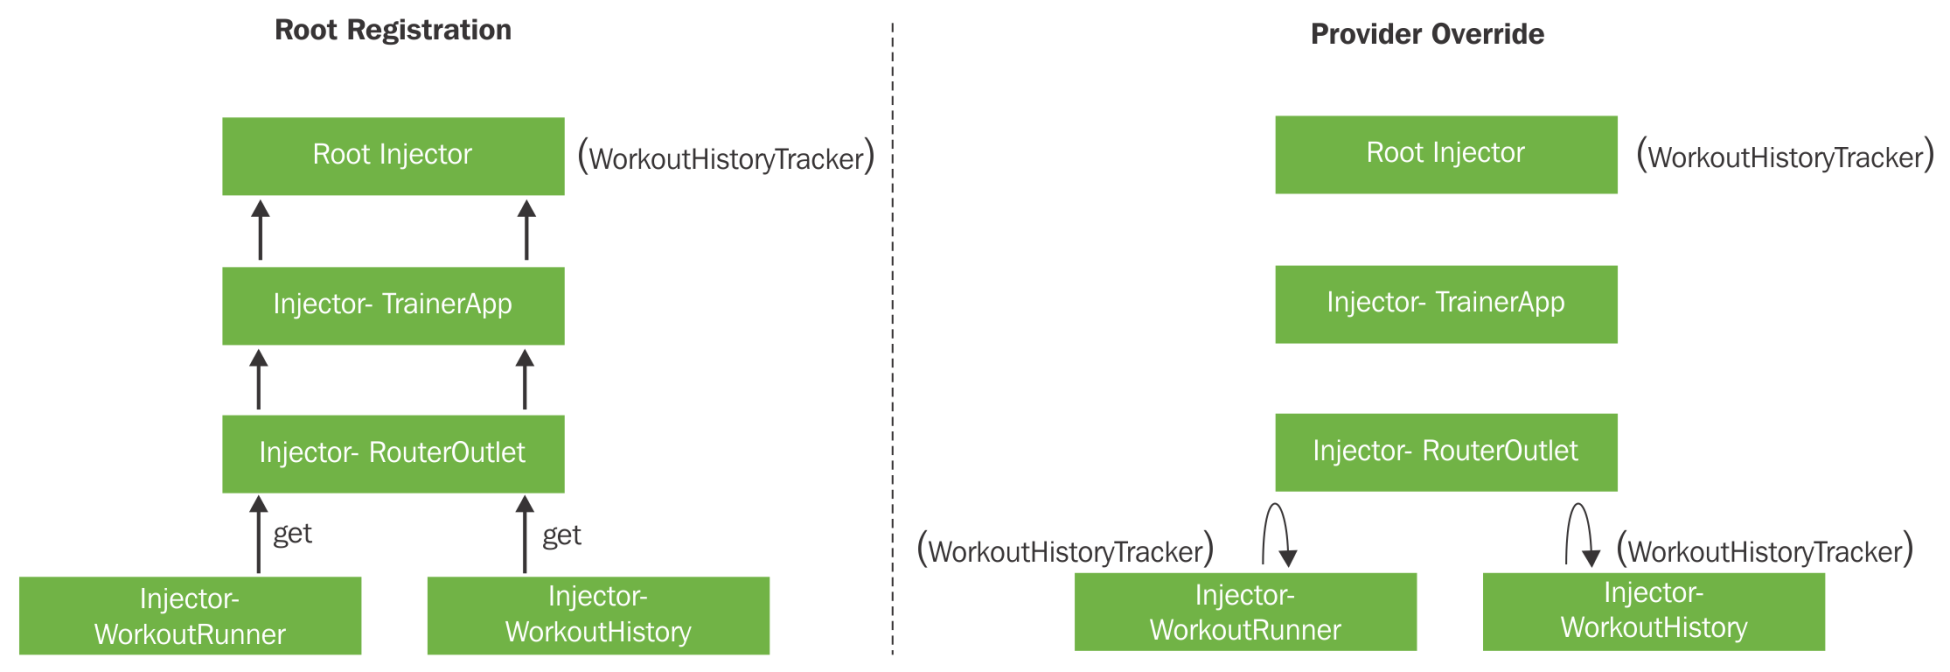 Root Registration
Root Injector
(WorkoutHistoryTracker)
Injector- TrainerApp
Injector- RouterOutlet
get
get
Injector-
WorkoutRunner
Injector-
WorkoutHistory
Provider Override
Root Injector
(WorkoutHistoryTracker)
Injector- TrainerApp
Injector- RouterOutlet
(WorkoutHistoryTracker)
(WorkoutHistoryTracker)
Injector-
WorkoutRunner
Injector-
WorkoutHistory